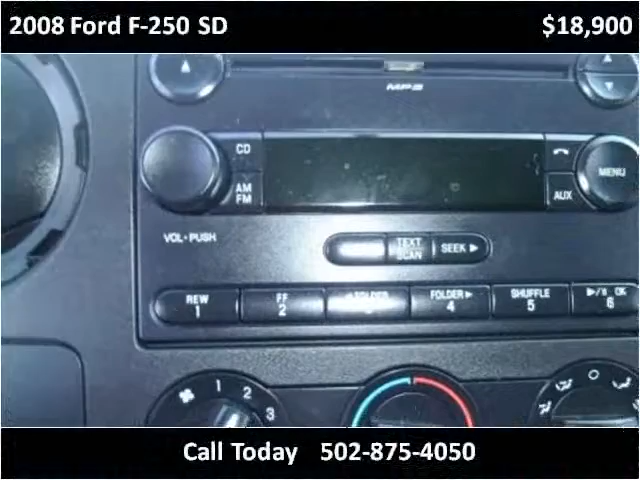 2008 Ford F-250 SD $18,900
MP3
CD
MENU
AM
FM
AUX
VOL•PUSH
TEXT
SCAN
SEEK ▶
REW
1
FF
2
FOLDER ▶
4
SHUFFLE
5
▶/II OK
6
1
2
3
Call Today 502-875-4050